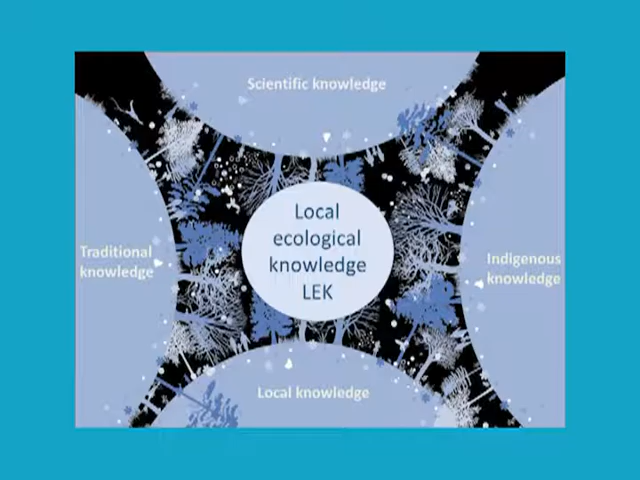 Scientific knowledge
Traditional
knowledge
Local
ecological
knowledge
LEK
Indigenous
knowledge
Local knowledge